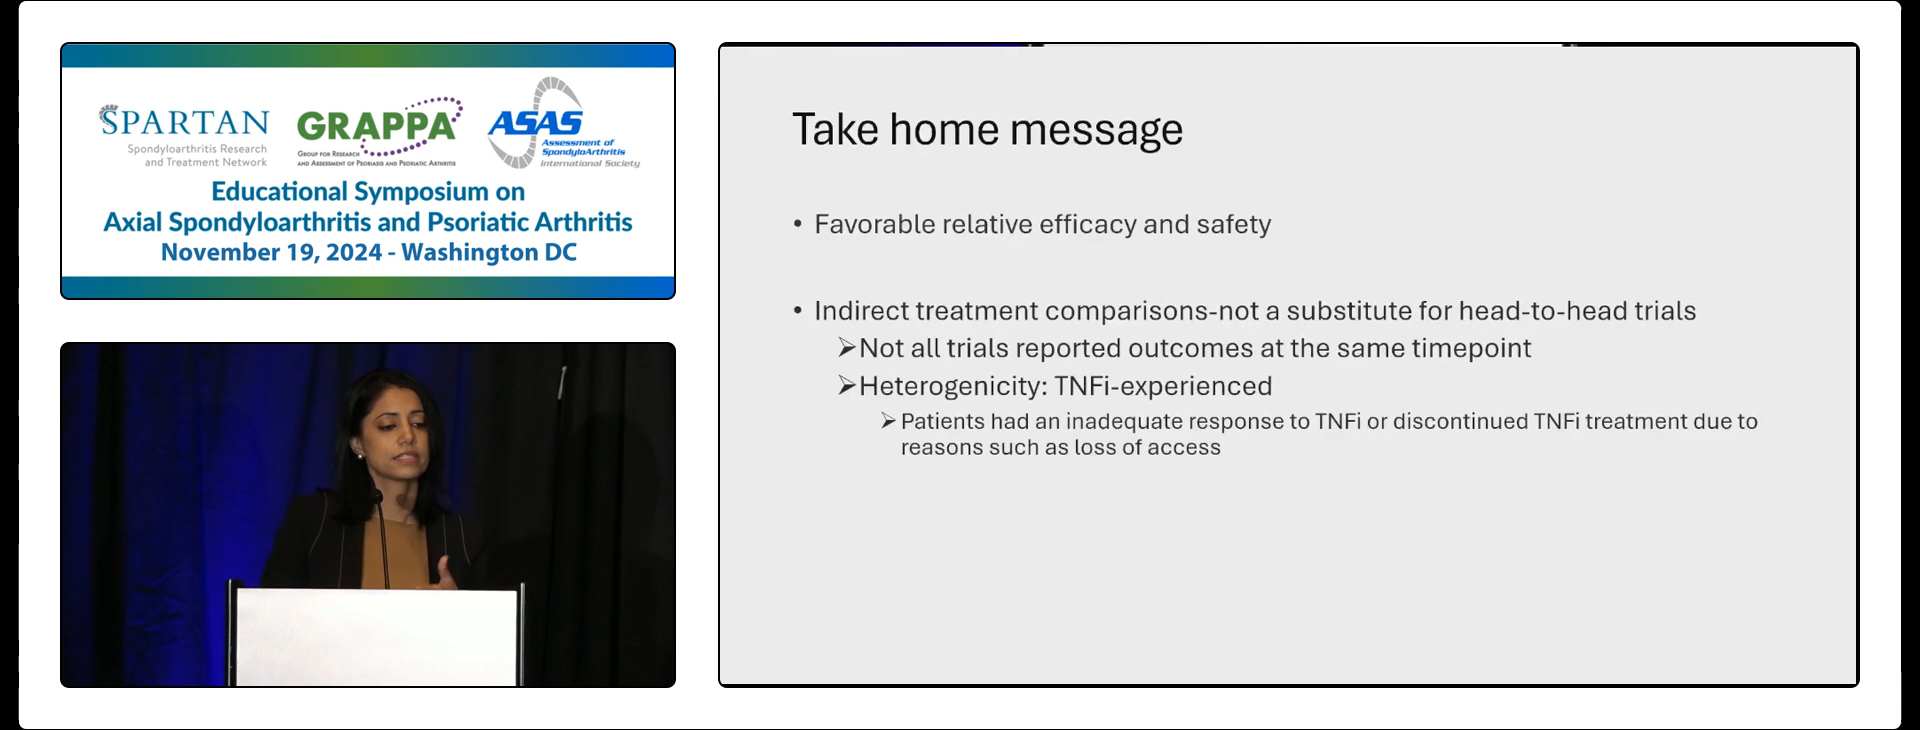 SPARTAN
Spondyloarthritis Research
and Treatment Network
GRAPPA
GROUP FOR RESEARCH
AND ASSESSMENT OF PSORIASIS AND PSORIATIC ARTHRITIS
ASAS
Assessment of
SpondyloArthritis
international Society
Educational Symposium on
Axial Spondyloarthritis and Psoriatic Arthritis
November 19, 2024 - Washington DC
Take home message
• Favorable relative efficacy and safety
• Indirect treatment comparisons-not a substitute for head-to-head trials
➢Not all trials reported outcomes at the same timepoint
➢Heterogenicity: TNFi-experienced
➢Patients had an inadequate response to TNFi or discontinued TNFi treatment due to
reasons such as loss of access